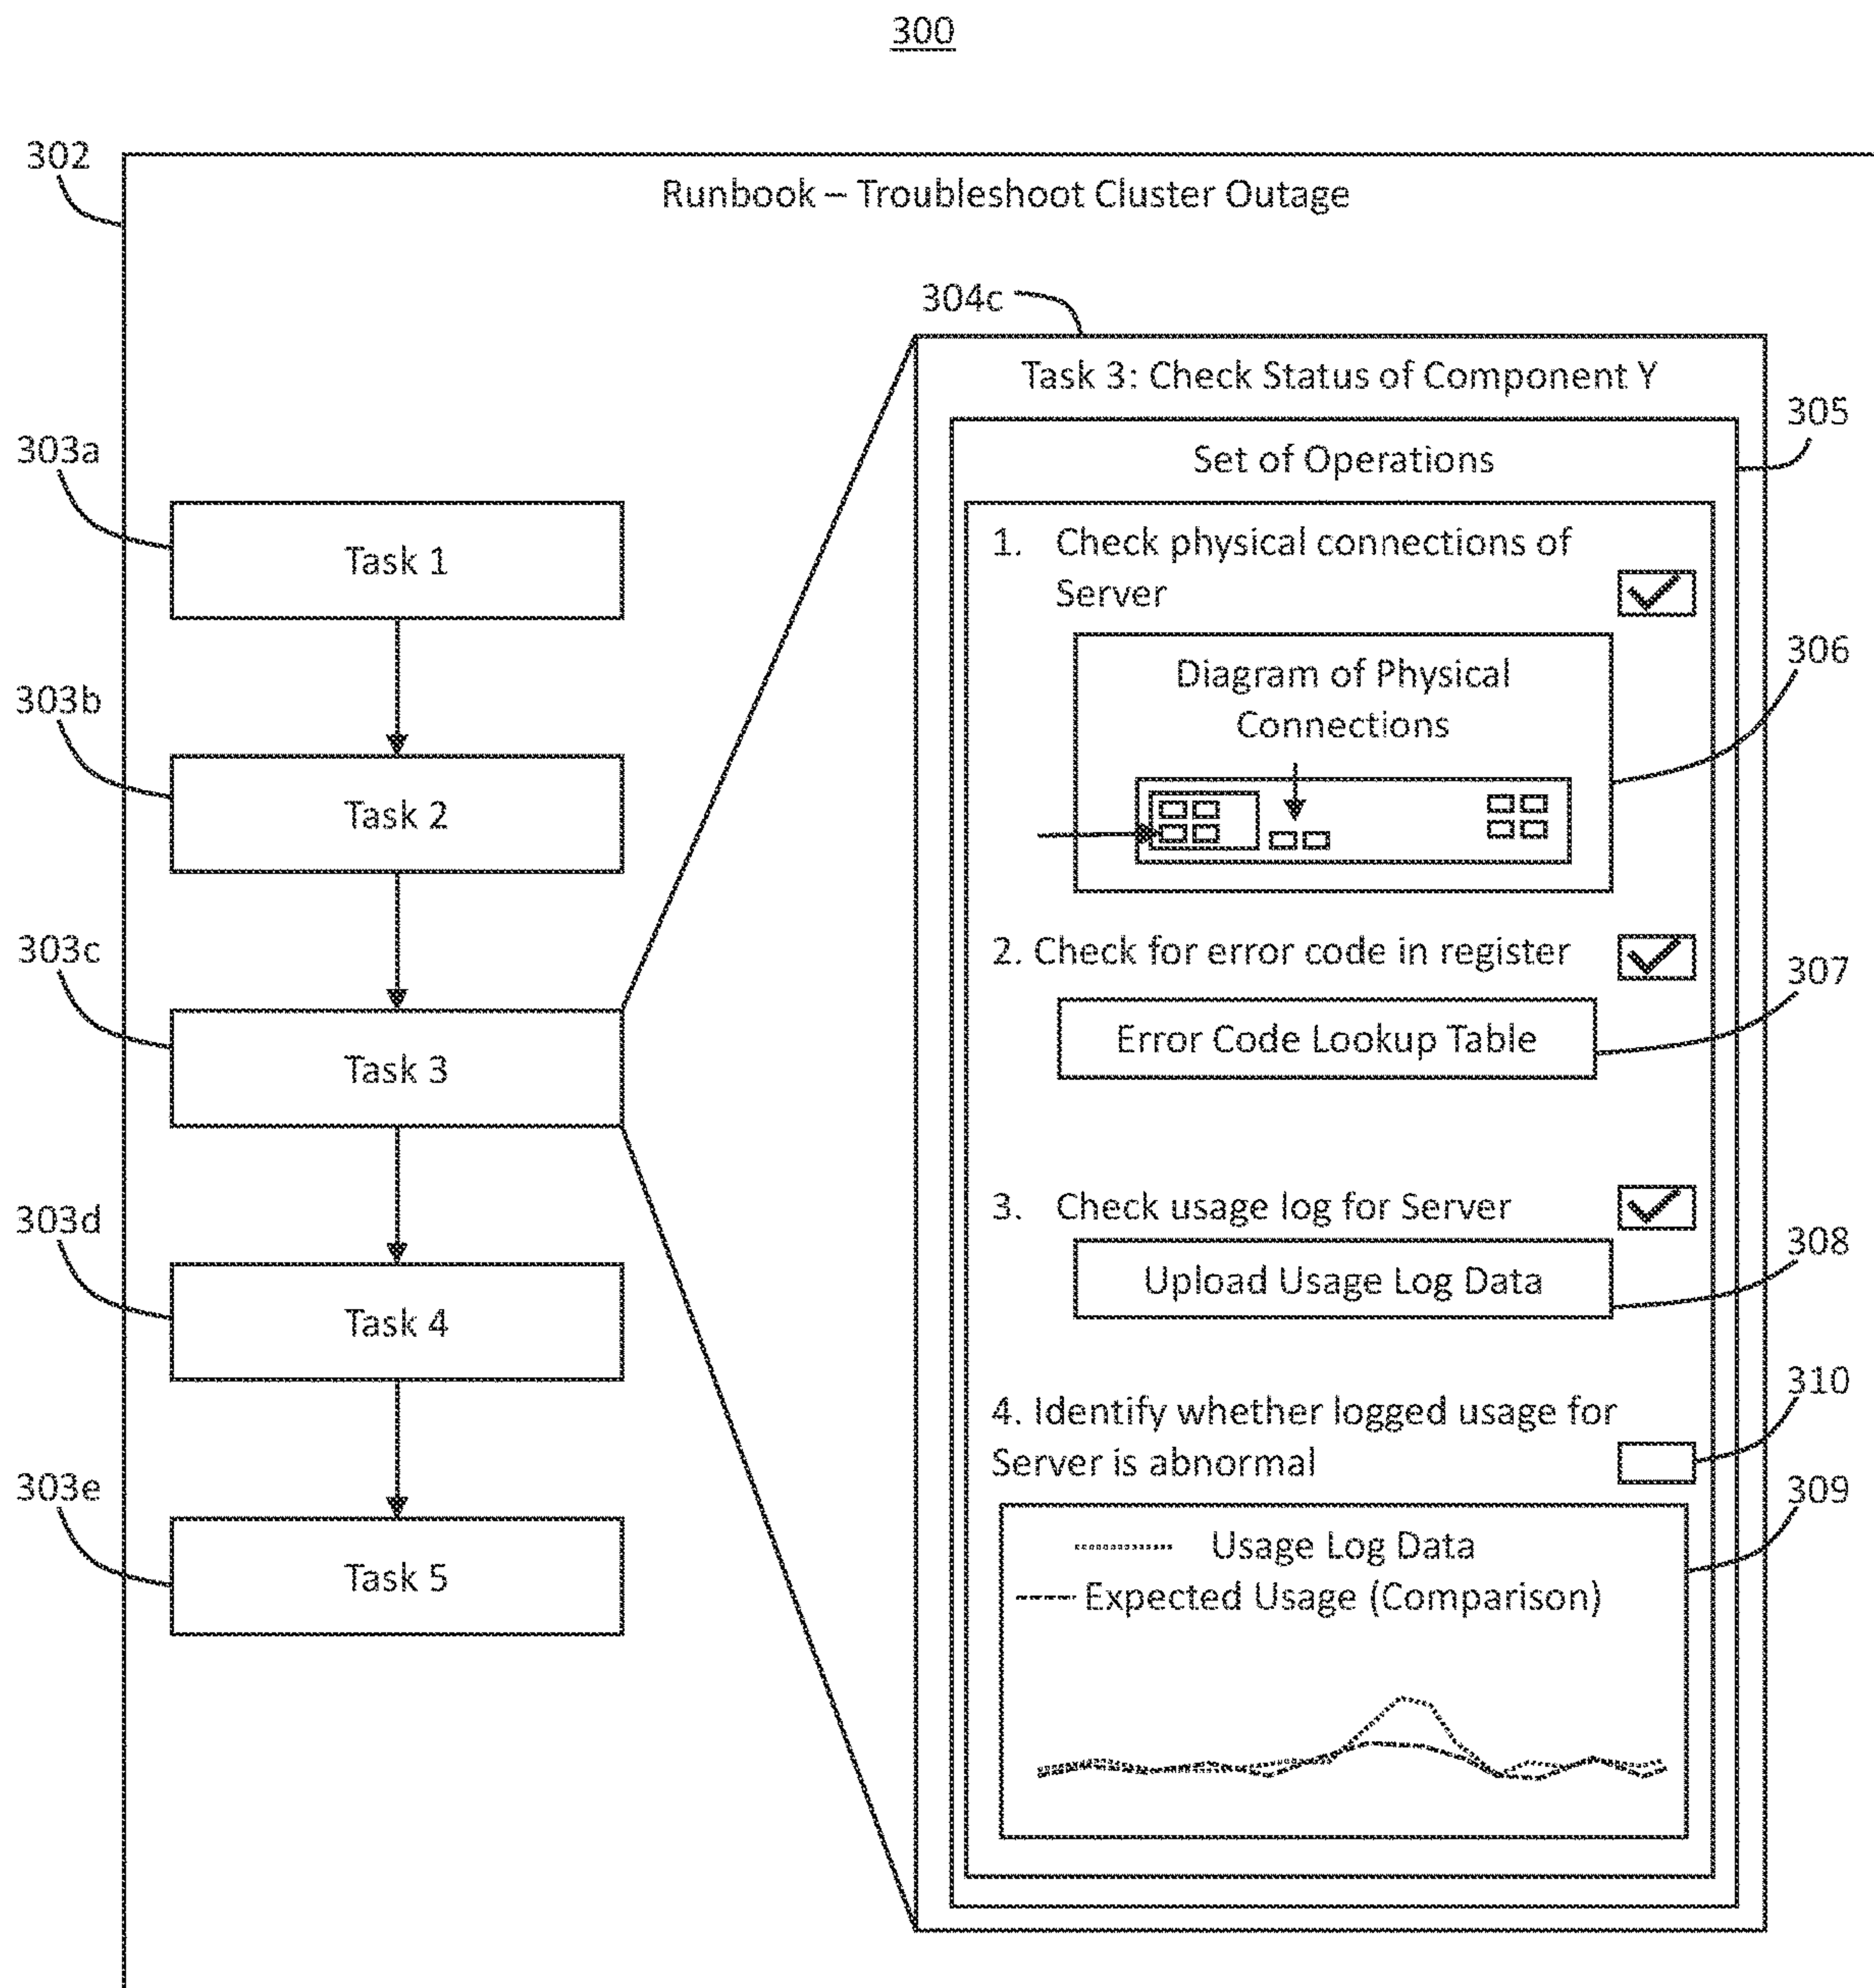 300
302
Runbook – Troubleshoot Cluster Outage
304c
Task 3: Check Status of Component Y
305
Set of Operations
303a
Task 1
1. Check physical connections of
Server
306
Diagram of Physical
Connections
303b
Task 2
303c
Task 3
2. Check for error code in register
307
Error Code Lookup Table
303d
Task 4
3. Check usage log for Server
308
Upload Usage Log Data
310
4. Identify whether logged usage for
Server is abnormal
309
303e
Task 5
Usage Log Data
Expected Usage (Comparison)